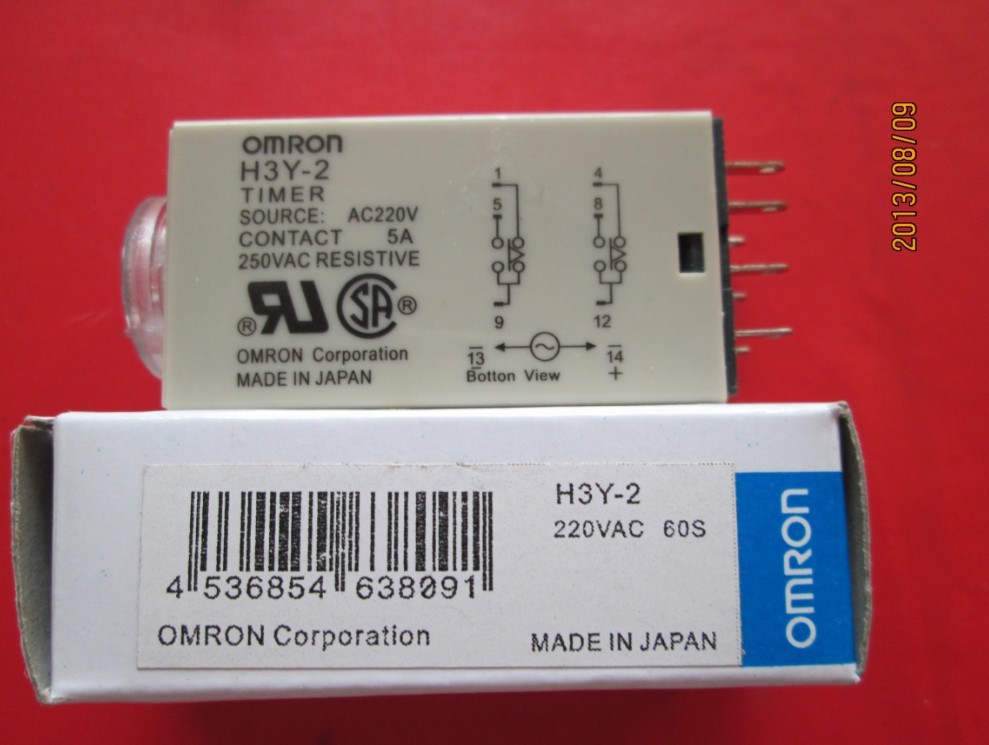 OMRON
H3Y-2
TIMER
SOURCE: AC220V
CONTACT 5A
250VAC RESISTIVE
® RU SA ®
OMRON Corporation
MADE IN JAPAN
1 4
5 8
9 12
13 ~ 14
Botton View +
2013/08/09
H3Y-2
220VAC 60S
4 536854 638091
OMRON Corporation
MADE IN JAPAN
OMRON